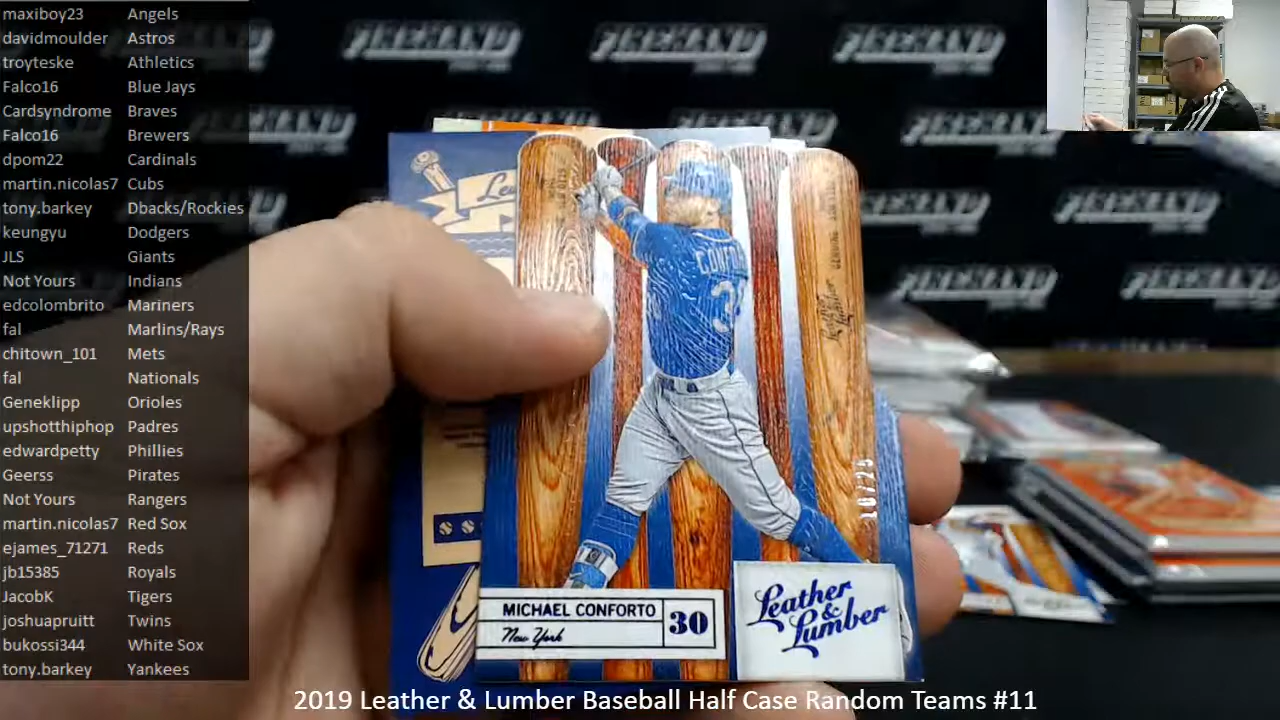 maxiboy23 Angels
davidmoulder Astros
troyteske Athletics
Falco16 Blue Jays
Cardsyndrome Braves
Falco16 Brewers
dpom22 Cardinals
martin.nicolas7 Cubs
tony.barkey Dbacks/Rockies
keungyu Dodgers
JLS Giants
Not Yours Indians
edcolombrito Mariners
fal Marlins/Rays
chitown_101 Mets
fal Nationals
Geneklipp Orioles
upshotthiphop Padres
edwardpetty Phillies
Geerss Pirates
Not Yours Rangers
martin.nicolas7 Red Sox
ejames_71271 Reds
jb15385 Royals
JacobK Tigers
joshuapruitt Twins
bukossi344 White Sox
tony.barkey Yankees
FIREHAND
FIREHAND
FIREHAND
MICHAEL CONFORTO
New York
30
Leather
&
Lumber
2019 Leather & Lumber Baseball Half Case Random Teams #11